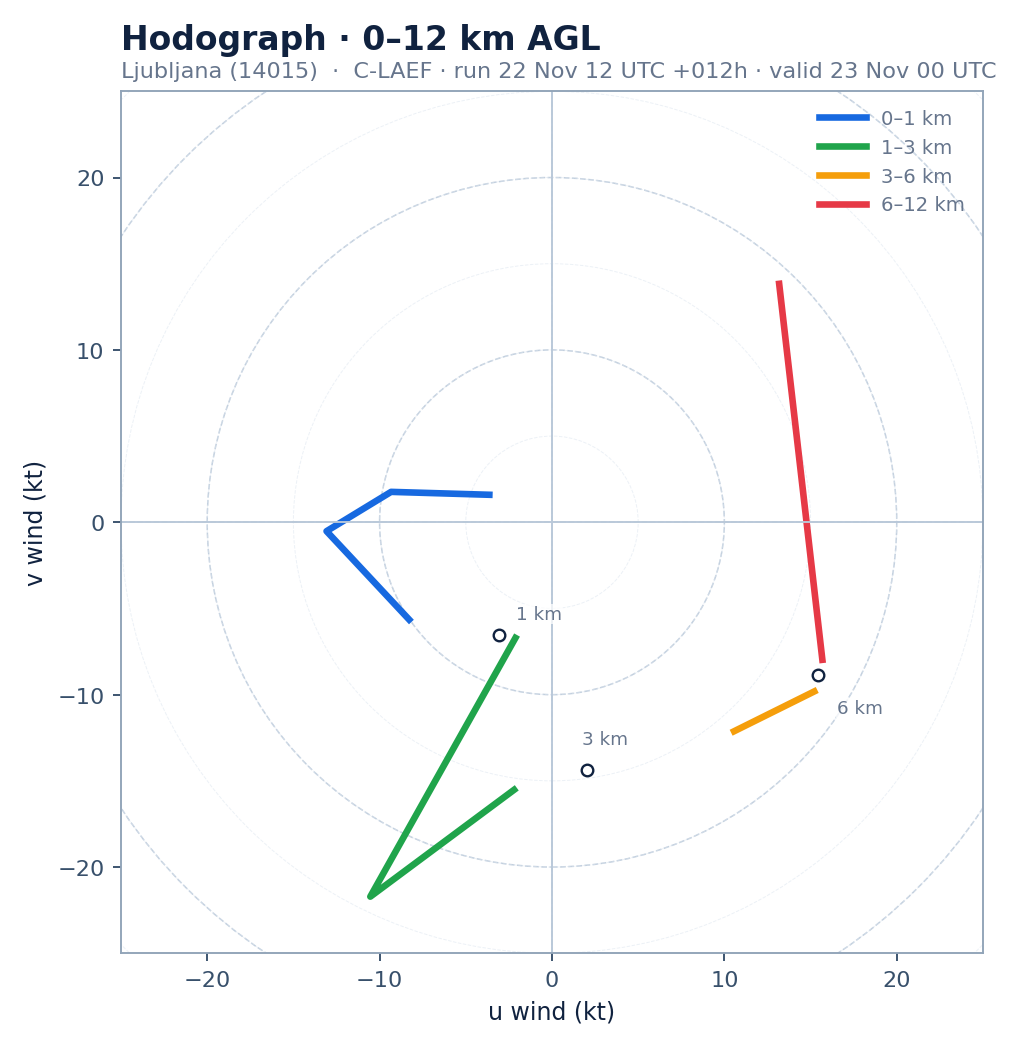 Hodograph · 0–12 km AGL
Ljubljana (14015)  ·  C-LAEF · run 22 Nov 12 UTC +012h · valid 23 Nov 00 UTC
0–1 km
1–3 km
3–6 km
6–12 km
20
10
0
−10
−20
v wind (kt)
1 km
3 km
6 km
−20
−10
0
10
20
u wind (kt)